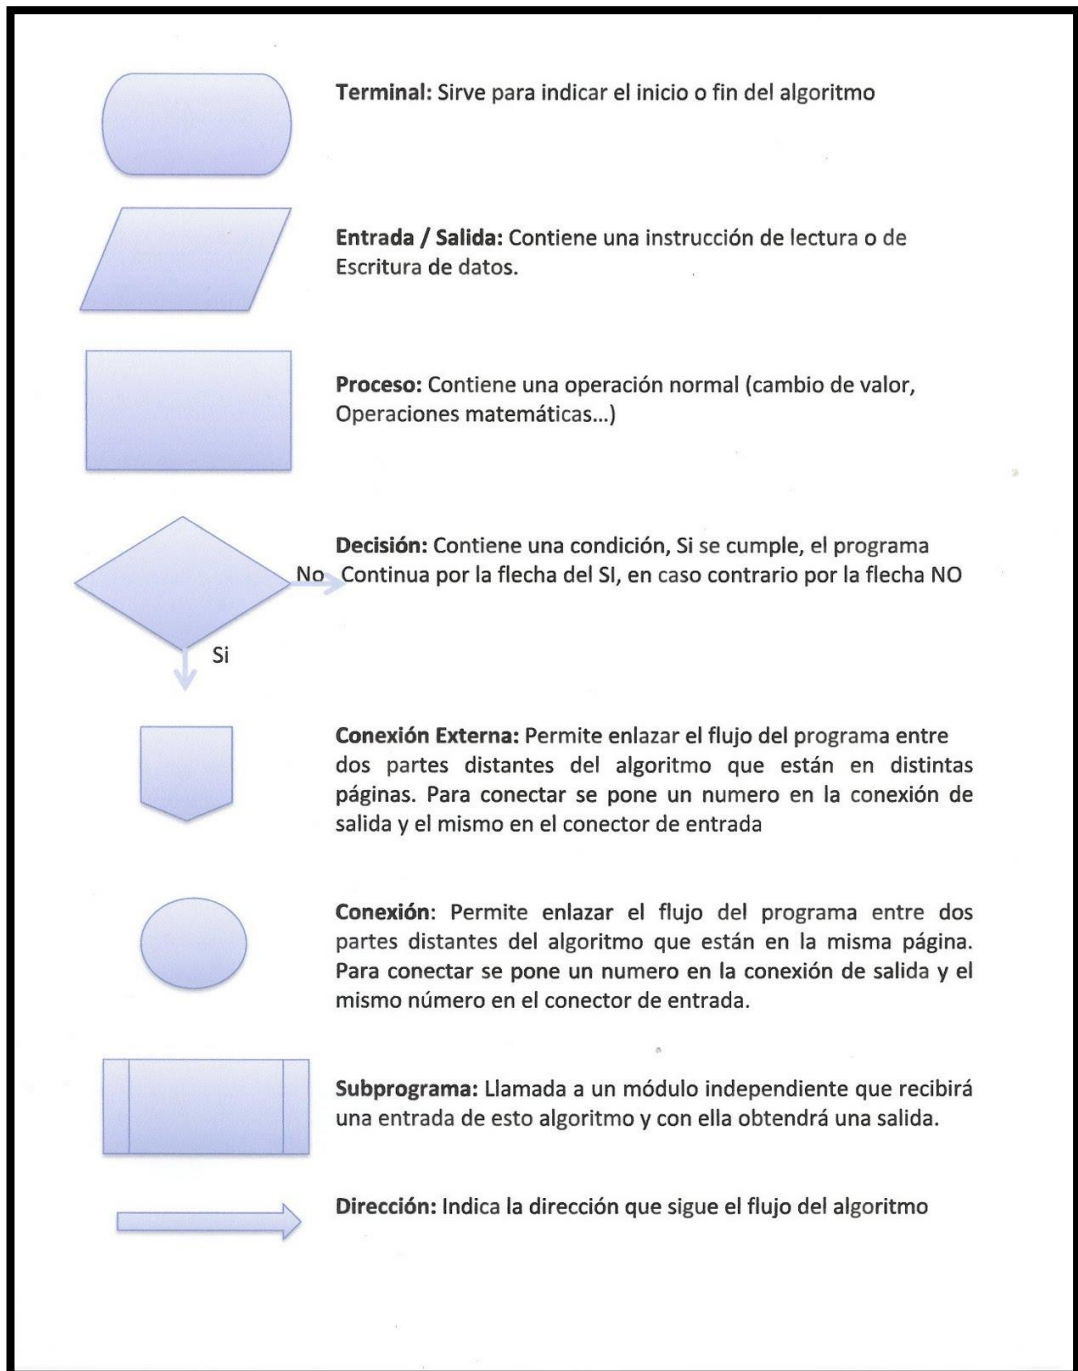 Terminal: Sirve para indicar el inicio o fin del algoritmo
Entrada / Salida: Contiene una instrucción de lectura o de
Escritura de datos.
Proceso: Contiene una operación normal (cambio de valor,
Operaciones matemáticas...)
Decisión: Contiene una condición, Si se cumple, el programa
No Continua por la flecha del SI, en caso contrario por la flecha NO
Si
Conexión Externa: Permite enlazar el flujo del programa entre
dos partes distantes del algoritmo que están en distintas
páginas. Para conectar se pone un numero en la conexión de
salida y el mismo en el conector de entrada
Conexión: Permite enlazar el flujo del programa entre dos
partes distantes del algoritmo que están en la misma página.
Para conectar se pone un numero en la conexión de salida y el
mismo número en el conector de entrada.
Subprograma: Llamada a un módulo independiente que recibirá
una entrada de esto algoritmo y con ella obtendrá una salida.
Dirección: Indica la dirección que sigue el flujo del algoritmo